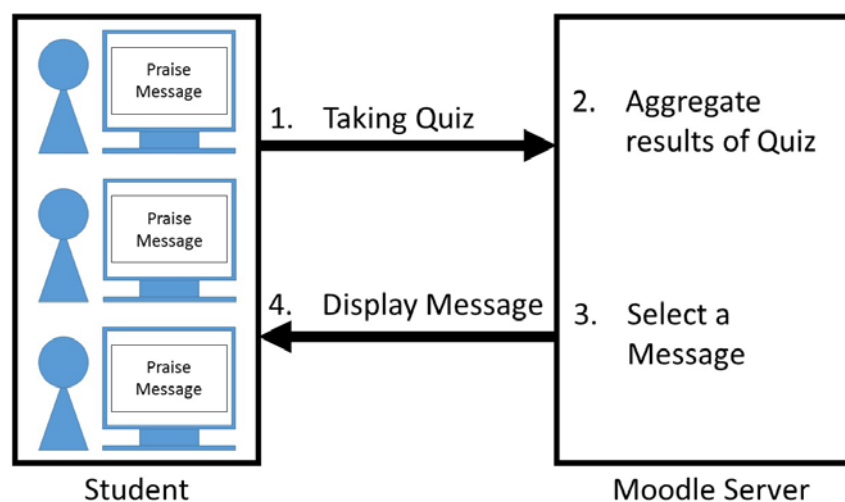 Praise
Message
Praise
Message
Praise
Message
1. Taking Quiz
2. Aggregate
results of Quiz
4. Display Message
3. Select a
Message
Student
Moodle Server